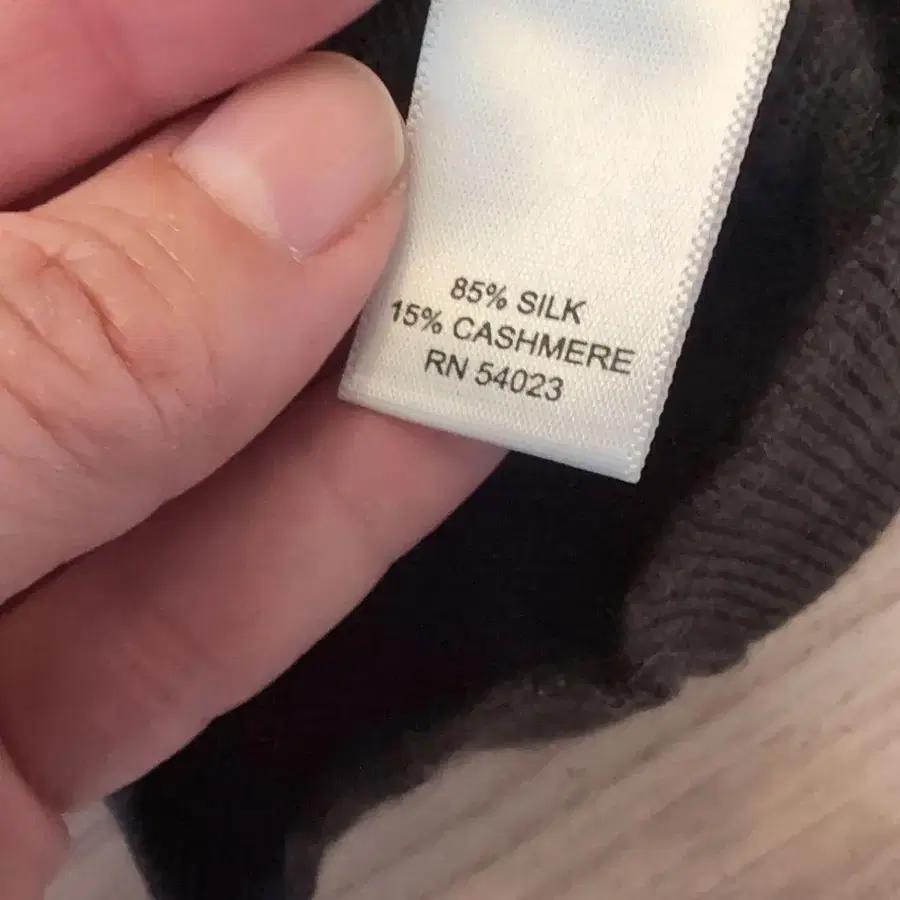 85% SILK
15% CASHMERE
RN 54023